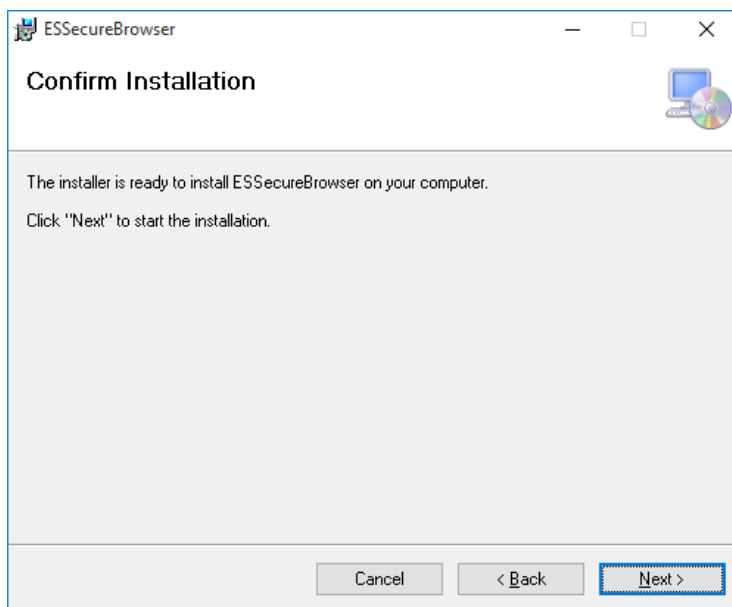 ESSecureBrowser
Confirm Installation
The installer is ready to install ESSecureBrowser on your computer.
Click "Next" to start the installation.
Cancel
< Back
Next >